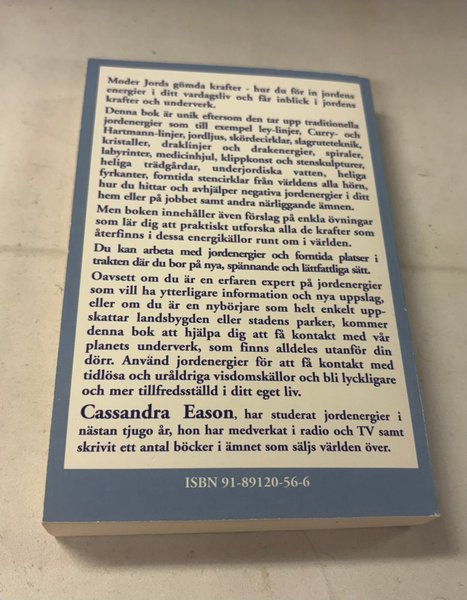 Moder Jords gömda krafter - hur du för in jordens
energier i ditt vardagsliv och får inblick i jordens
krafter och underverk.
Denna bok är unik eftersom den tar upp traditionella
jordenergier som till exempel ley-linjer, Curry- och
Hartmann-linjer, jordljus, skördecirklar, slagruteteknik,
kristaller, draklinjer och drakenergier, spiraler,
labyrinter, medicinhjul, klippkonst och stenskulpturer,
heliga trädgårdar, underjordiska vatten, heliga
fyrkanter, forntida stencirklar från världens alla hörn,
hur du hittar och avhjälper negativa jordenergier i ditt
hem eller på jobbet samt andra närliggande ämnen.
Men boken innehåller även förslag på enkla övningar
som lär dig att praktiskt utforska alla de krafter som
återfinns i dessa energikällor runt om i världen.
Du kan arbeta med jordenergier och forntida platser i
trakten där du bor på nya, spännande och lättfattliga sätt.
Oavsett om du är en erfaren expert på jordenergier
som vill ha ytterligare information och nya uppslag,
eller om du är en nybörjare som helt enkelt upp-
skattar landsbygden eller stadens parker, kommer
denna bok att hjälpa dig att få kontakt med vår
planets underverk, som finns alldeles utanför din
dörr. Använd jordenergier för att få kontakt med
tidlösa och uråldriga visdomskällor och bli lyckligare
och mer tillfredsställd i ditt eget liv.
Cassandra Eason, har studerat jordenergier i
nästan tjugo år, hon har medverkat i radio och TV samt
skrivit ett antal böcker i ämnet som säljs världen över.
ISBN 91-89120-56-6